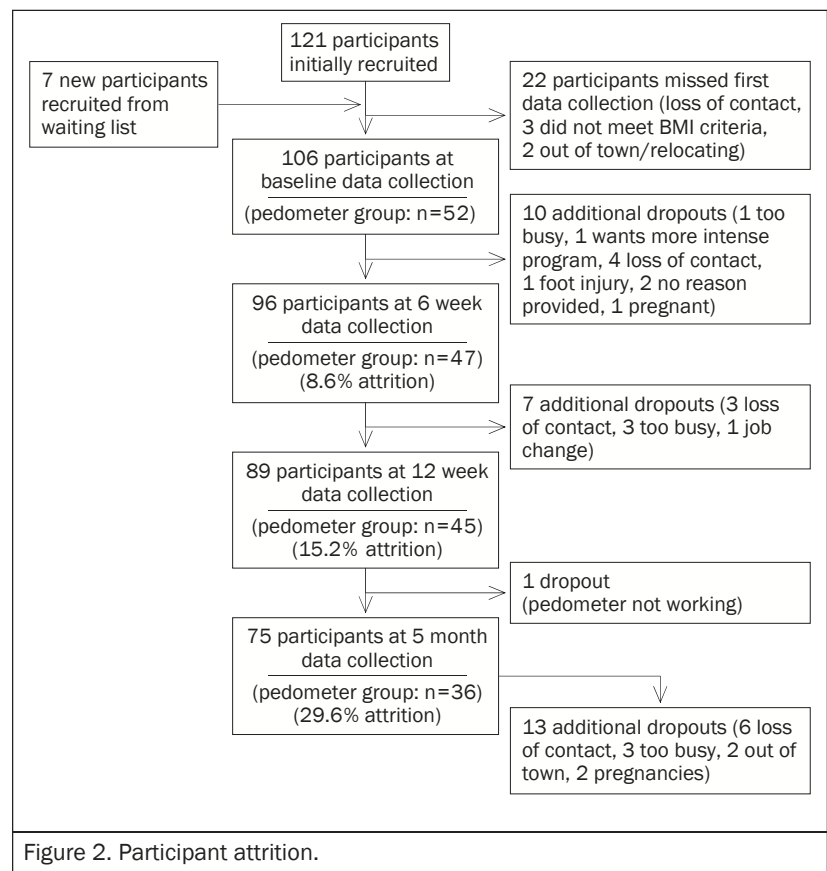 121 participants
initially recruited
7 new participants
recruited from
waiting list
22 participants missed first
data collection (loss of contact,
3 did not meet BMI criteria,
2 out of town/relocating)
106 participants at
baseline data collection
(pedometer group: n=52)
10 additional dropouts (1 too
busy, 1 wants more intense
program, 4 loss of contact,
1 foot injury, 2 no reason
provided, 1 pregnant)
96 participants at 6 week
data collection
(pedometer group: n=47)
(8.6% attrition)
7 additional dropouts (3 loss
of contact, 3 too busy, 1 job
change)
89 participants at 12 week
data collection
(pedometer group: n=45)
(15.2% attrition)
1 dropout
(pedometer not working)
75 participants at 5 month
data collection
(pedometer group: n=36)
(29.6% attrition)
13 additional dropouts (6 loss
of contact, 3 too busy, 2 out of
town, 2 pregnancies)
Figure 2. Participant attrition.